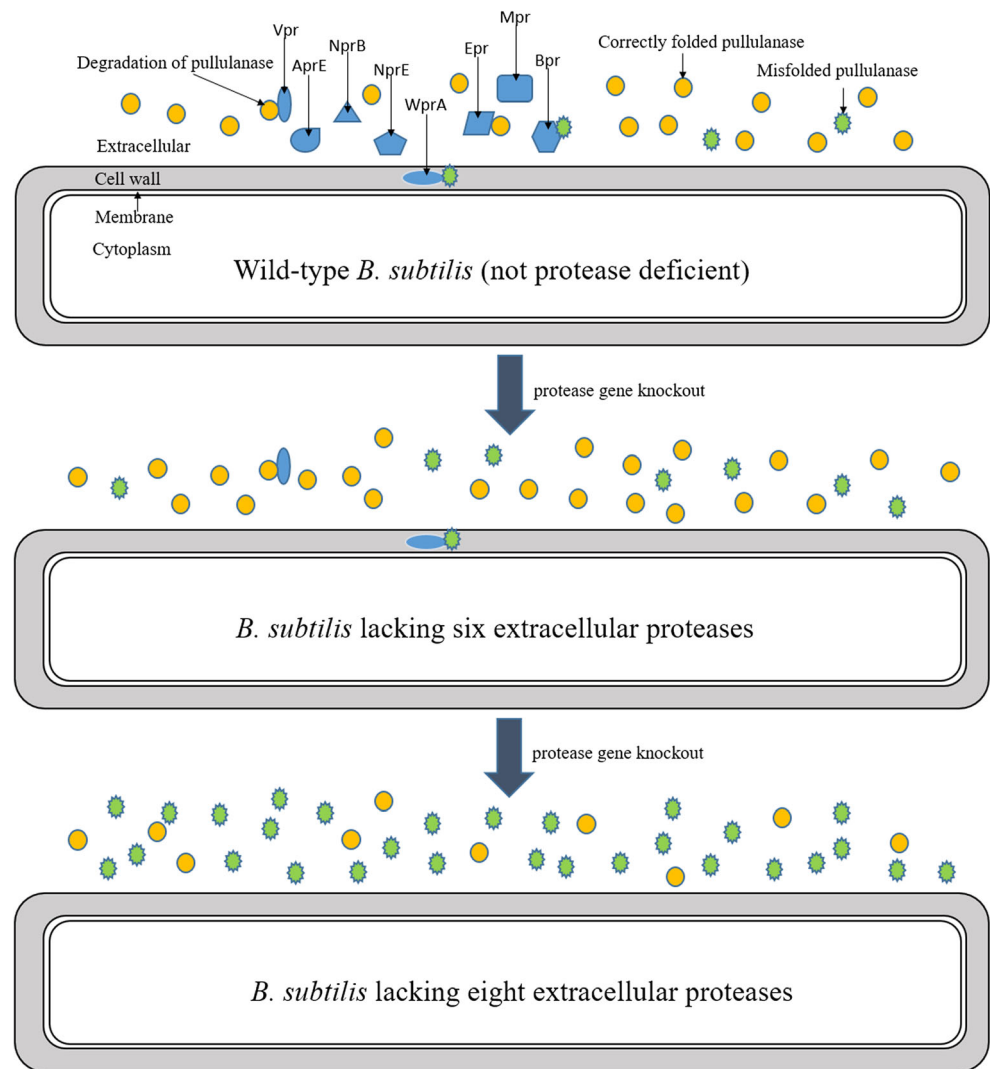 Mpr
Vpr
NprB
Epr
Bpr
Correctly folded pullulanase
Degradation of pullulanase
AprE
NprE
Misfolded pullulanase
WprA
Extracellular
Cell wall
Membrane
Cytoplasm
Wild-type B. subtilis (not protease deficient)
protease gene knockout
B. subtilis lacking six extracellular proteases
protease gene knockout
B. subtilis lacking eight extracellular proteases